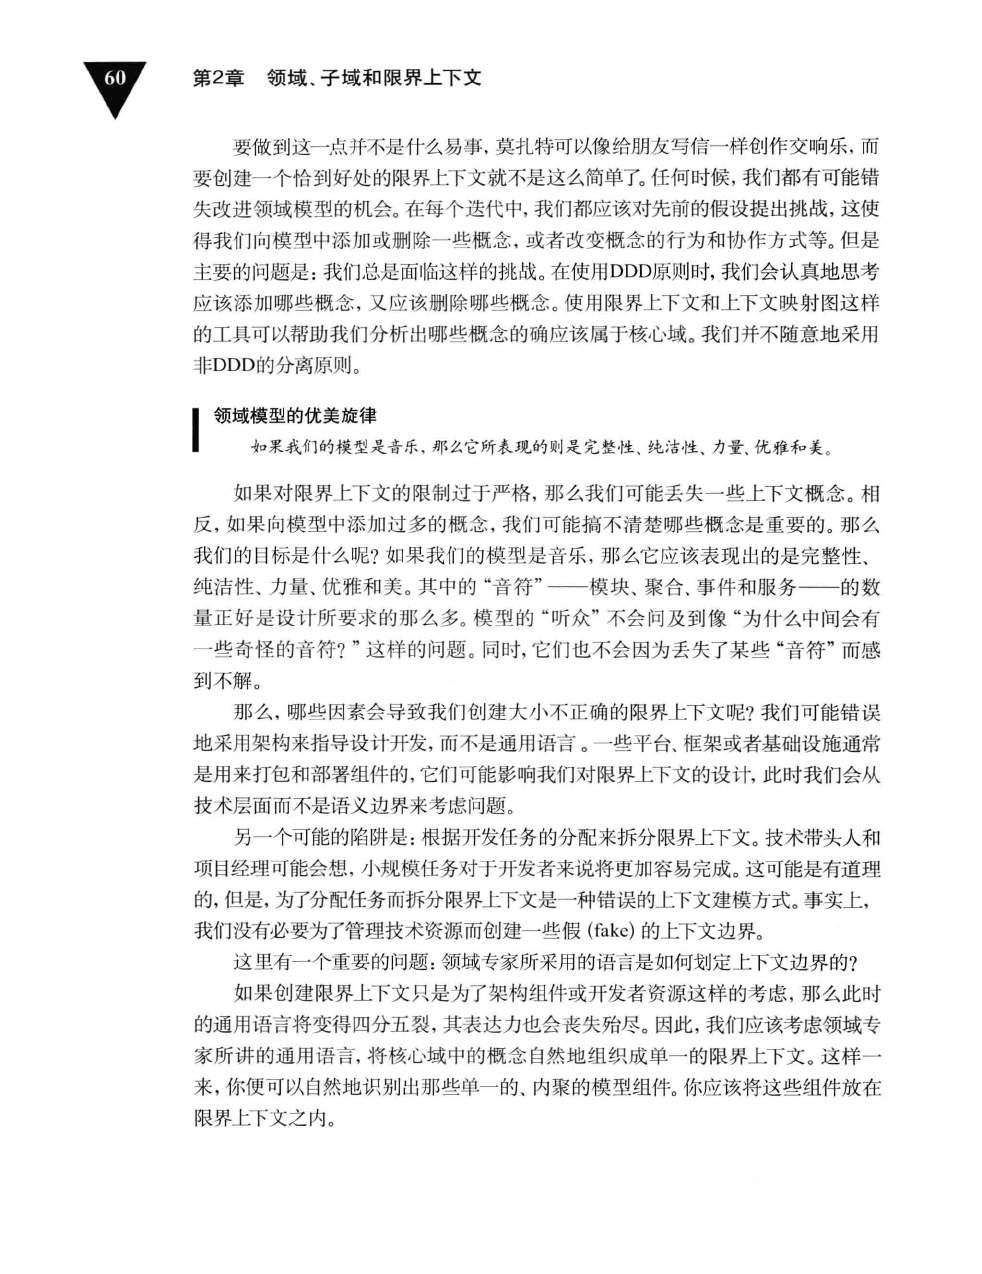 60
第2章 领域、子域和限界上下文
要做到这一点并不是什么易事，莫扎特可以像给朋友写信一样创作交响乐，而
要创建一个恰到好处的限界上下文就不是这么简单了。任何时候，我们都有可能错
失改进领域模型的机会。在每个迭代中，我们都应该对先前的假设提出挑战，这使
得我们向模型中添加或删除一些概念，或者改变概念的行为和协作方式等。但是
主要的问题是：我们总是面临这样的挑战。在使用DDD原则时，我们会认真地思考
应该添加哪些概念，又应该删除哪些概念。使用限界上下文和上下文映射图这样
的工具可以帮助我们分析出哪些概念的确应该属于核心域。我们并不随意地采用
非DDD的分离原则。
领域模型的优美旋律
如果我们的模型是音乐，那么它所表现的则是完整性、纯洁性、力量、优雅和美。
如果对限界上下文的限制过于严格，那么我们可能丢失一些上下文概念。相
反，如果向模型中添加过多的概念，我们可能搞不清楚哪些概念是重要的。那么
我们的目标是什么呢？如果我们的模型是音乐，那么它应该表现出的是完整性、
纯洁性、力量、优雅和美。其中的“音符”——模块、聚合、事件和服务——的数
量正好是设计所要求的那么多。模型的“听众”不会问及到像“为什么中间会有
一些奇怪的音符？”这样的问题。同时，它们也不会因为丢失了某些“音符”而感
到不解。
那么，哪些因素会导致我们创建大小不正确的限界上下文呢？我们可能错误
地采用架构来指导设计开发，而不是通用语言。一些平台、框架或者基础设施通常
是用来打包和部署组件的，它们可能影响我们对限界上下文的设计，此时我们会从
技术层面而不是语义边界来考虑问题。
另一个可能的陷阱是：根据开发任务的分配来拆分限界上下文。技术带头人和
项目经理可能会想，小规模任务对于开发者来说将更加容易完成。这可能是有道理
的，但是，为了分配任务而拆分限界上下文是一种错误的上下文建模方式。事实上，
我们没有必要为了管理技术资源而创建一些假 (fake) 的上下文边界。
这里有一个重要的问题：领域专家所采用的语言是如何划定上下文边界的？
如果创建限界上下文只是为了架构组件或开发者资源这样的考虑，那么此时
的通用语言将变得四分五裂，其表达力也会丧失殆尽。因此，我们应该考虑领域专
家所讲的通用语言，将核心域中的概念自然地组织成单一的限界上下文。这样一
来，你便可以自然地识别出那些单一的、内聚的模型组件。你应该将这些组件放在
限界上下文之内。